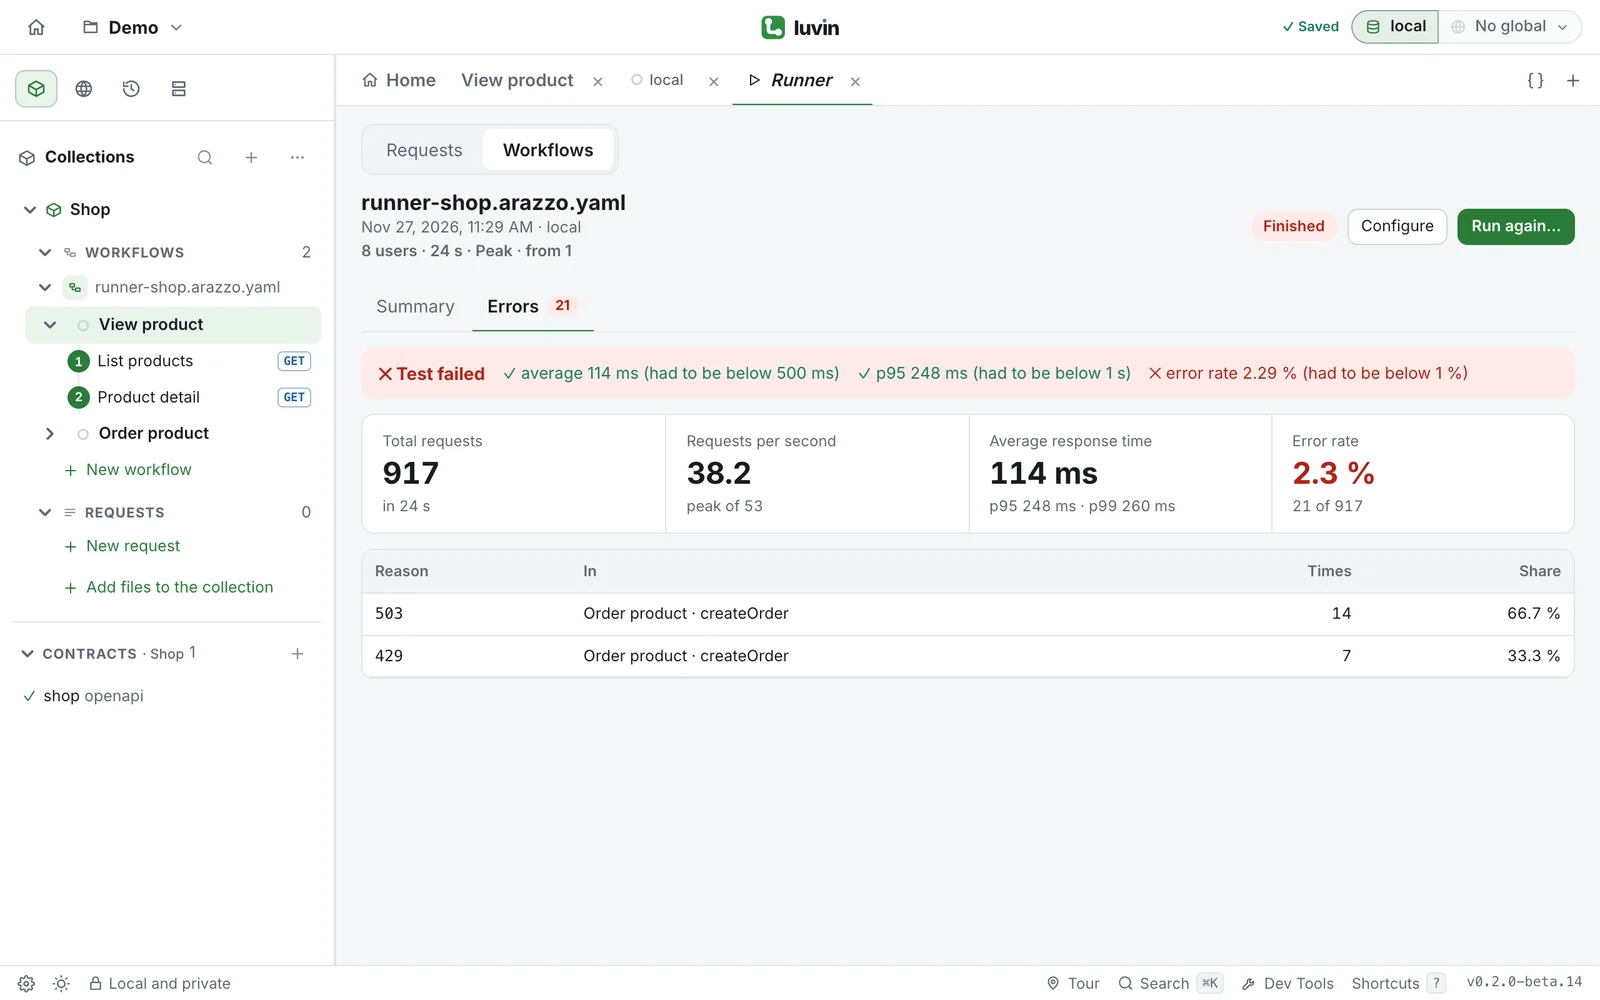 Demo
luvin
Saved
local
No global
Home
View product
local
Runner
Collections
Shop
WORKFLOWS 2
runner-shop.arazzo.yaml
View product
1 List products GET
2 Product detail GET
Order product
+ New workflow
REQUESTS 0
+ New request
+ Add files to the collection
CONTRACTS · Shop 1
shop openapi
Requests
Workflows
runner-shop.arazzo.yaml
Nov 27, 2026, 11:29 AM · local
8 users · 24 s · Peak · from 1
Finished
Configure
Run again...
Summary
Errors 21
Test failed
average 114 ms (had to be below 500 ms)
p95 248 ms (had to be below 1 s)
error rate 2.29 % (had to be below 1 %)
Total requests
917
in 24 s
Requests per second
38.2
peak of 53
Average response time
114 ms
p95 248 ms · p99 260 ms
Error rate
2.3 %
21 of 917
Reason In Times Share
503 Order product · createOrder 14 66.7 %
429 Order product · createOrder 7 33.3 %
Local and private
Tour
Search ⌘K
Dev Tools
Shortcuts ?
v0.2.0-beta.14